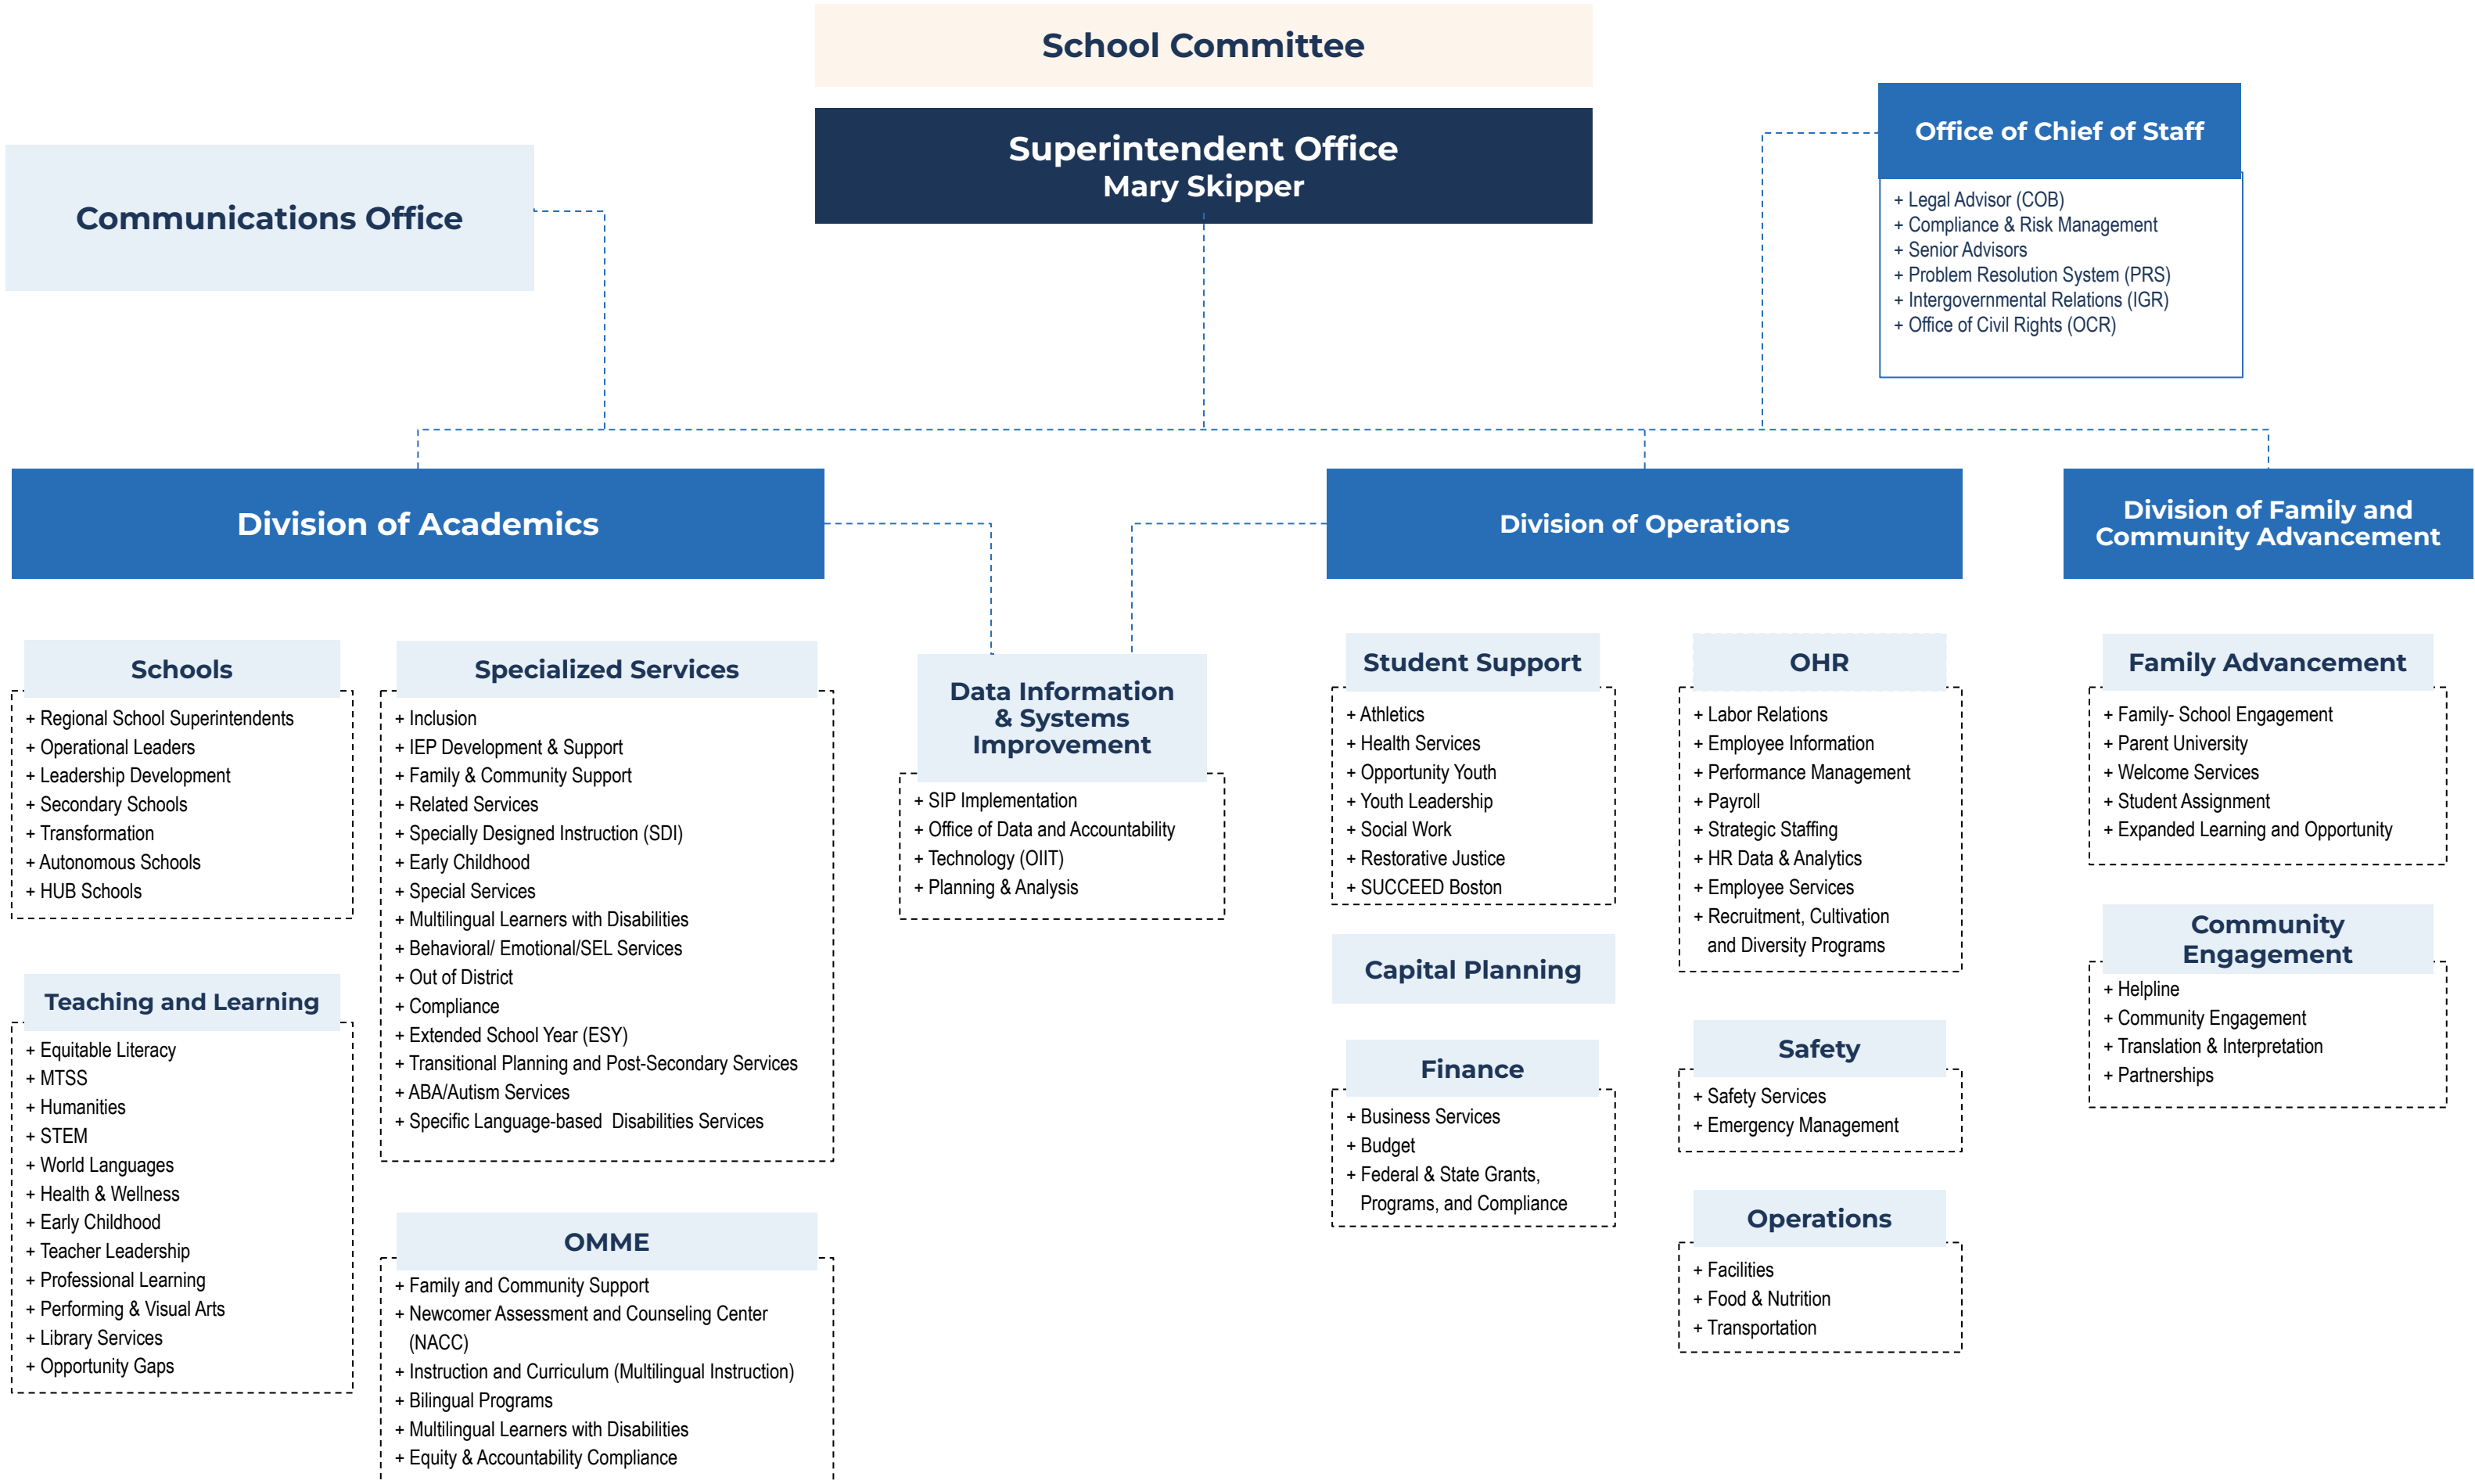 School Committee
Superintendent Office
Mary Skipper
Communications Office
Office of Chief of Staff
+ Legal Advisor (COB)
+ Compliance & Risk Management
+ Senior Advisors
+ Problem Resolution System (PRS)
+ Intergovernmental Relations (IGR)
+ Office of Civil Rights (OCR)
Division of Academics
Division of Operations
Division of Family and
Community Advancement
Schools
+ Regional School Superintendents
+ Operational Leaders
+ Leadership Development
+ Secondary Schools
+ Transformation
+ Autonomous Schools
+ HUB Schools
Teaching and Learning
+ Equitable Literacy
+ MTSS
+ Humanities
+ STEM
+ World Languages
+ Health & Wellness
+ Early Childhood
+ Teacher Leadership
+ Professional Learning
+ Performing & Visual Arts
+ Library Services
+ Opportunity Gaps
Specialized Services
+ Inclusion
+ IEP Development & Support
+ Family & Community Support
+ Related Services
+ Specially Designed Instruction (SDI)
+ Early Childhood
+ Special Services
+ Multilingual Learners with Disabilities
+ Behavioral/ Emotional/SEL Services
+ Out of District
+ Compliance
+ Extended School Year (ESY)
+ Transitional Planning and Post-Secondary Services
+ ABA/Autism Services
+ Specific Language-based  Disabilities Services
OMME
+ Family and Community Support
+ Newcomer Assessment and Counseling Center
(NACC)
+ Instruction and Curriculum (Multilingual Instruction)
+ Bilingual Programs
+ Multilingual Learners with Disabilities
+ Equity & Accountability Compliance
Data Information
& Systems
Improvement
+ SIP Implementation
+ Office of Data and Accountability
+ Technology (OIIT)
+ Planning & Analysis
Student Support
+ Athletics
+ Health Services
+ Opportunity Youth
+ Youth Leadership
+ Social Work
+ Restorative Justice
+ SUCCEED Boston
Capital Planning
Finance
+ Business Services
+ Budget
+ Federal & State Grants,
Programs, and Compliance
OHR
+ Labor Relations
+ Employee Information
+ Performance Management
+ Payroll
+ Strategic Staffing
+ HR Data & Analytics
+ Employee Services
+ Recruitment, Cultivation
and Diversity Programs
Safety
+ Safety Services
+ Emergency Management
Operations
+ Facilities
+ Food & Nutrition
+ Transportation
Family Advancement
+ Family- School Engagement
+ Parent University
+ Welcome Services
+ Student Assignment
+ Expanded Learning and Opportunity
Community
Engagement
+ Helpline
+ Community Engagement
+ Translation & Interpretation
+ Partnerships